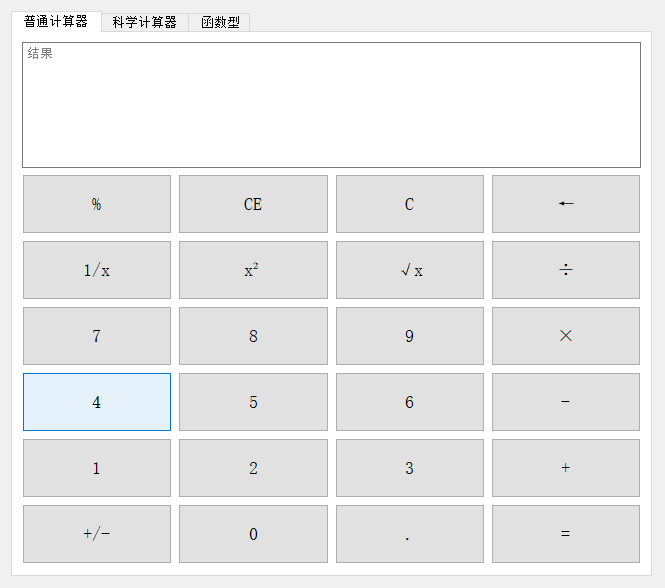 普通计算器 科学计算器 函数型
结果
% CE C ←
1/x x² √x ÷
7 8 9 ×
4 5 6 -
1 2 3 +
+/- 0 . =